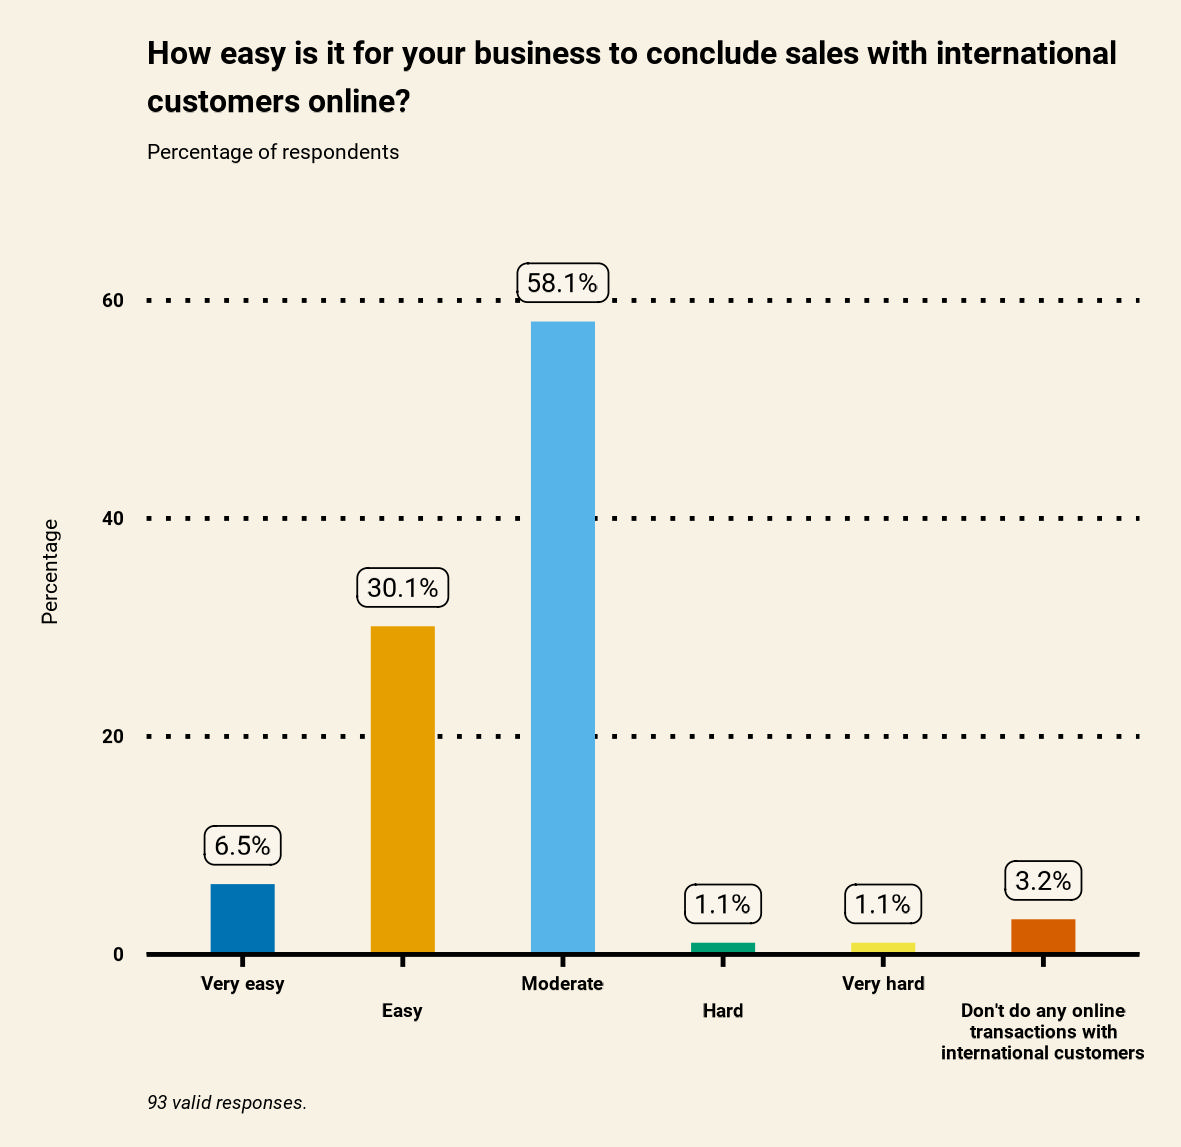 How easy is it for your business to conclude sales with international
customers online?
Percentage of respondents
58.1%
60
40
Percentage
30.1%
20
6.5%
3.2%
1.1%
1.1%
0
Very easy
Moderate
Very hard
Easy
Hard
Don't do any online
transactions with
international customers
93 valid responses.